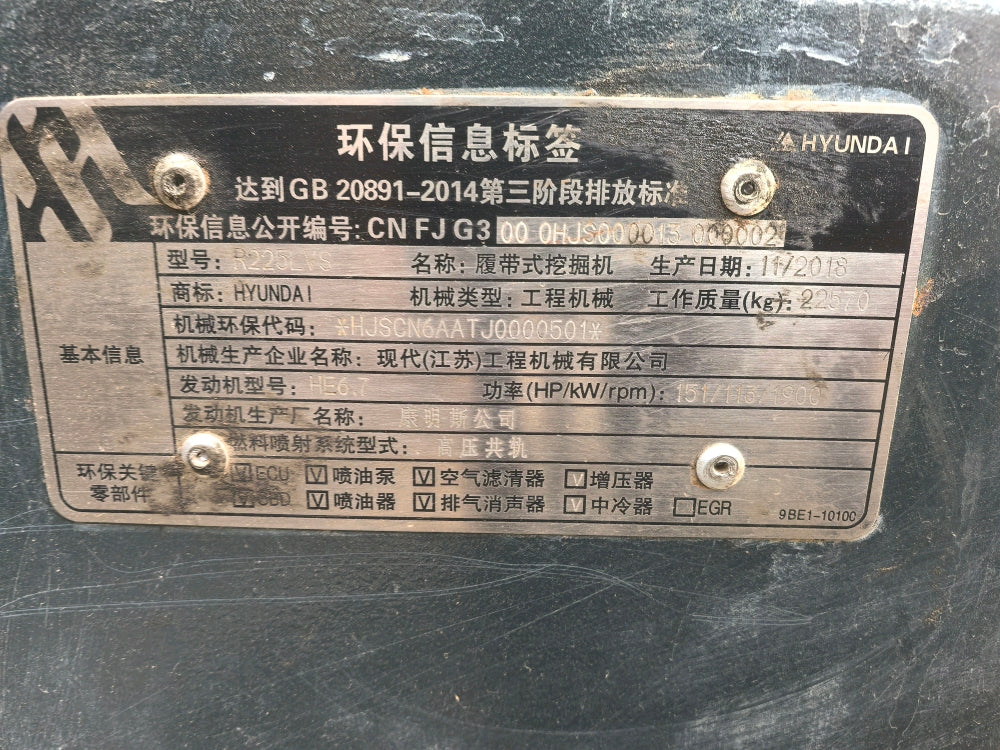 环保信息标签
HYUNDAI
达到GB 20891-2014第三阶段排放标准
环保信息公开编号: CN FJ G3 00 0HJS000013 000002
型号: R225LVS 名称: 履带式挖掘机 生产日期: 11/2018
商标: HYUNDAI 机械类型: 工程机械 工作质量(kg): 22570
机械环保代码: *HJSCN6AATJ0000501*
基本信息
机械生产企业名称: 现代(江苏)工程机械有限公司
发动机型号: HE6.7 功率(HP/kW/rpm): 151/113/1900
发动机生产厂名称: 康明斯公司
燃料喷射系统型式: 高压共轨
环保关键零部件
V ECU V 喷油泵 V 空气滤清器 V 增压器
V 喷油器 V 排气消声器 V 中冷器 EGR
9BE1-10100